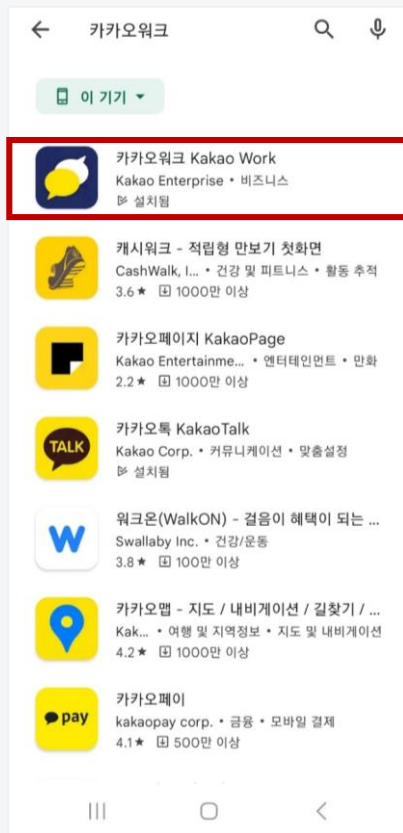 카카오워크
이 기기
카카오워크 Kakao Work
Kakao Enterprise • 비즈니스
설치됨
캐시워크 - 적립형 만보기 첫화면
CashWalk, I... • 건강 및 피트니스 • 활동 추적
3.6★ 1000만 이상
카카오페이지 KakaoPage
Kakao Entertainme... • 엔터테인먼트 • 만화
2.2★ 1000만 이상
TALK
카카오톡 KakaoTalk
Kakao Corp. • 커뮤니케이션 • 맞춤설정
설치됨
W
워크온(WalkON) - 걸음이 혜택이 되는 ...
Swallaby Inc. • 건강/운동
3.8★ 100만 이상
카카오맵 - 지도 / 내비게이션 / 길찾기 / ...
Kak... • 여행 및 지역정보 • 지도 및 내비게이션
4.2★ 1000만 이상
pay
카카오페이
kakaopay corp. • 금융 • 모바일 결제
4.1★ 500만 이상